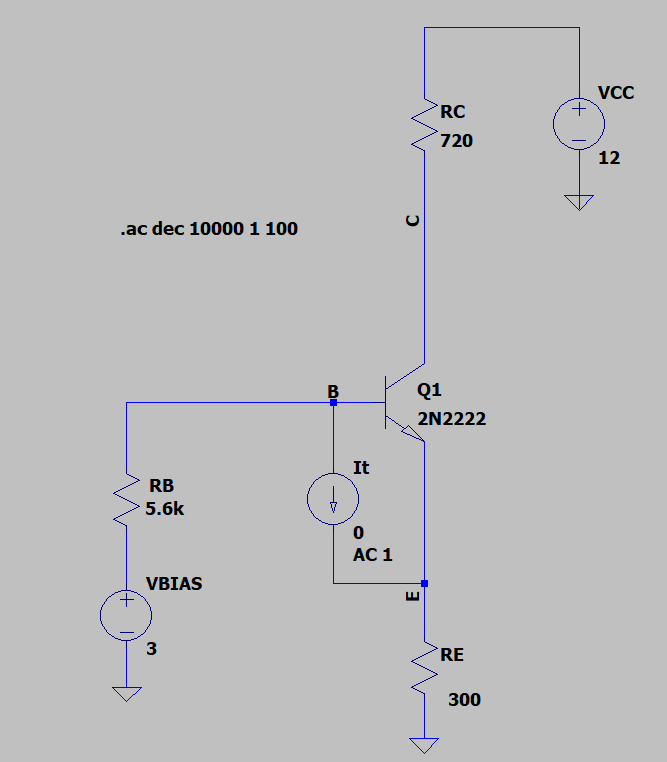 VCC
RC
720
12
C
.ac dec 10000 1 100
B
Q1
2N2222
It
RB
5.6k
0
AC 1
VBIAS
E
3
RE
300